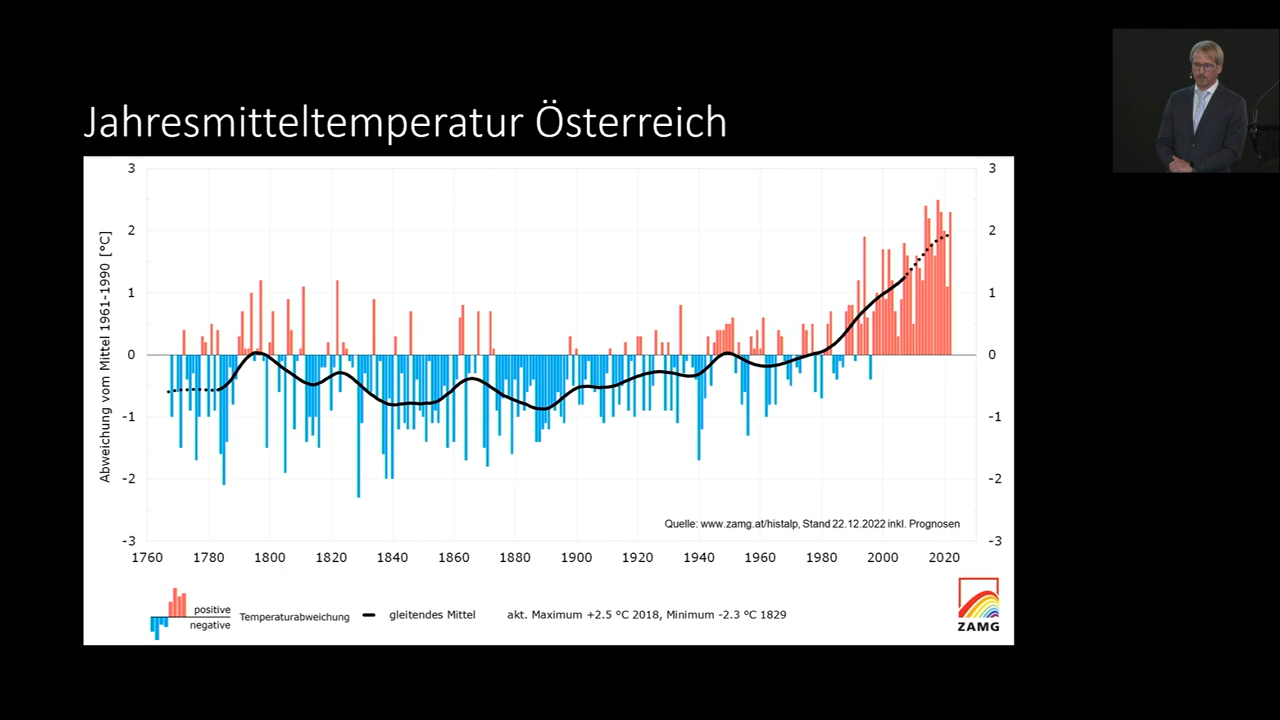 Jahresmitteltemperatur Österreich
3 3
2 2
1 1
0 0
-1 -1
-2 -2
-3 -3
Abweichung vom Mittel 1961-1990 [°C]
Quelle: www.zamg.at/histalp, Stand 22.12.2022 inkl. Prognosen
1760 1780 1800 1820 1840 1860 1880 1900 1920 1940 1960 1980 2000 2020
positive
negative
Temperaturabweichung
gleitendes Mittel
akt. Maximum +2.5 °C 2018, Minimum -2.3 °C 1829
ZAMG